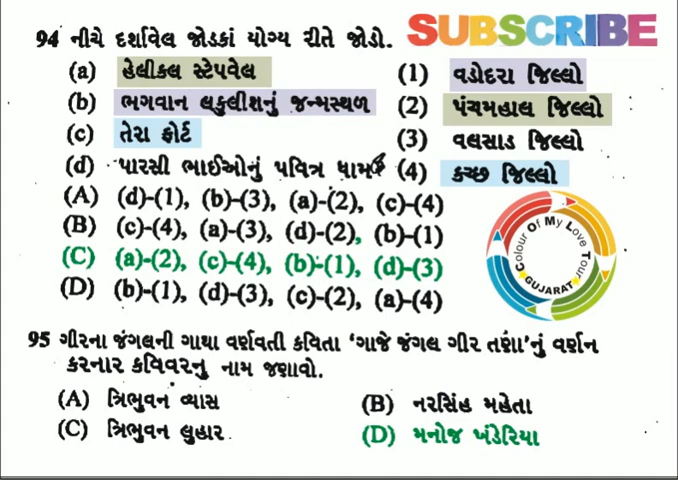 SUBSCRIBE
94 નીચે દર્શાવેલ જોડકાં યોગ્ય રીતે જોડો.
(a) હેલીકલ સ્ટેપવેલ (1) વડોદરા જિલ્લો
(b) ભગવાન લકુલીશનું જન્મસ્થળ (2) પંચમહાલ જિલ્લો
(c) તેરા ફોર્ટ (3) વલસાડ જિલ્લો
(d) પારસી ભાઈઓનું પવિત્ર ધામ (4) કચ્છ જિલ્લો
(A) (d)-(1), (b)-(3), (a)-(2), (c)-(4)
(B) (c)-(4), (a)-(3), (d)-(2), (b)-(1)
(C) (a)-(2), (c)-(4), (b)-(1), (d)-(3)
(D) (b)-(1), (d)-(3), (c)-(2), (a)-(4)
Colour Of My Love Tour
GUJARAT
95 ગીરના જંગલની ગાથા વર્ણવતી કવિતા ‘ગાજે જંગલ ગીર તણાં’નું વર્ણન
કરનાર કવિવરનુ નામ જણાવો.
(A) ત્રિભુવન વ્યાસ (B) નરસિંહ મહેતા
(C) ત્રિભુવન લુહાર (D) મનોજ ખંડેરિયા